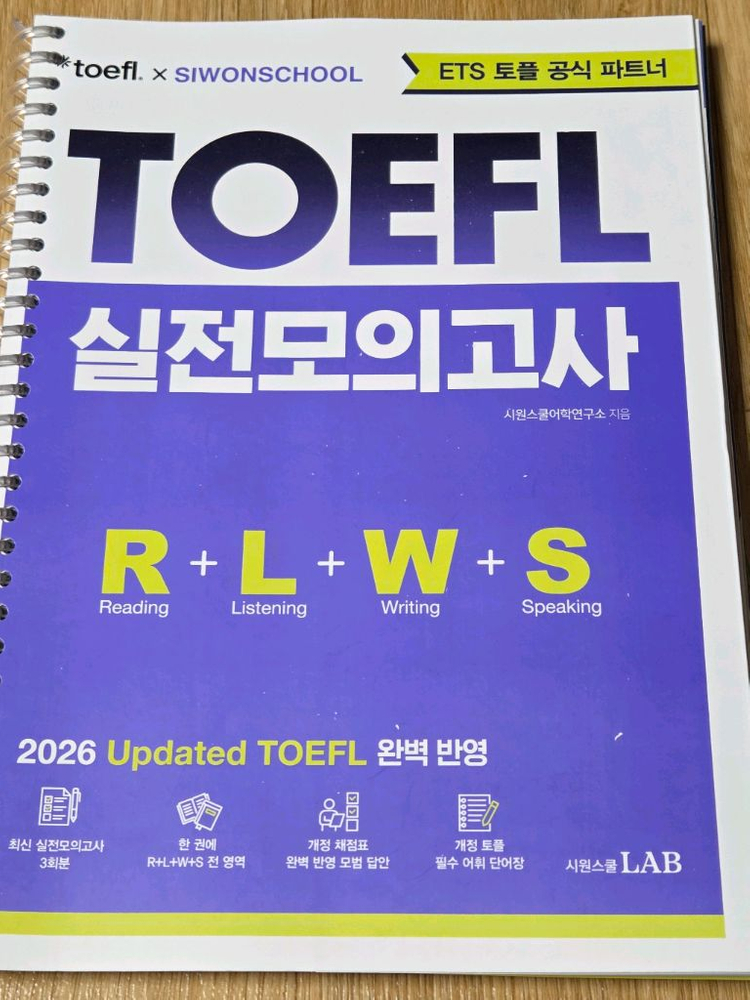 *toefl. × SIWONSCHOOL
ETS 토플 공식 파트너
TOEFL
실전모의고사
시원스쿨어학연구소 지음
R + L + W + S
Reading Listening Writing Speaking
2026 Updated TOEFL 완벽 반영
최신 실전모의고사
3회분
한 권에
R+L+W+S 전 영역
개정 채점표
완벽 반영 모범 답안
개정 토플
필수 어휘 단어장
시원스쿨 LAB